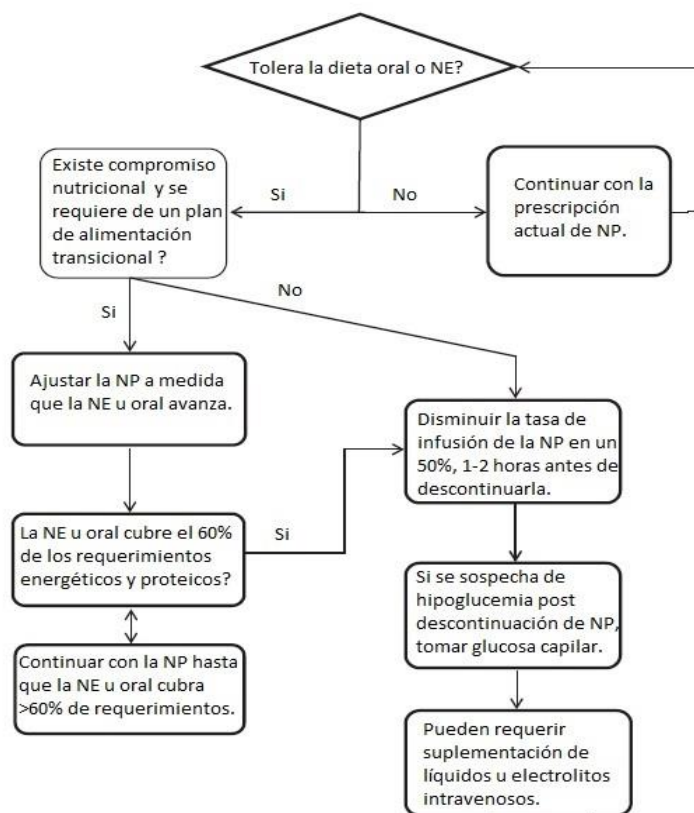 Tolera la dieta oral o NE?
Existe compromiso
nutricional y se
requiere de un plan
de alimentación
transicional ?
Si
No
Continuar con la
prescripción
actual de NP.
Si
No
Ajustar la NP a medida
que la NE u oral avanza.
Disminuir la tasa de
infusión de la NP en un
50%, 1-2 horas antes de
descontinuarla.
La NE u oral cubre el 60%
de los requerimientos
energéticos y proteicos?
Si
Si se sospecha de
hipoglucemia post
descontinuación de NP,
tomar glucosa capilar.
Continuar con la NP hasta
que la NE u oral cubra
>60% de requerimientos.
Pueden requerir
suplementación de
líquidos u electrolitos
intravenosos.